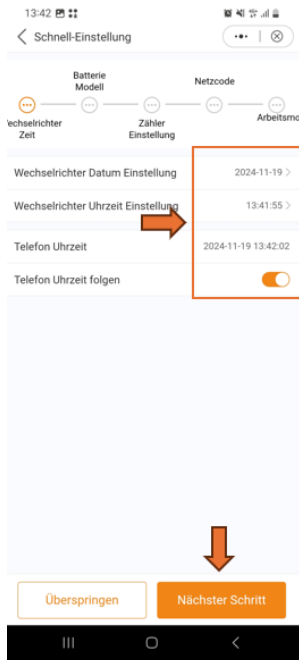 13:42
Schnell-Einstellung
Batterie
Modell
Netzcode
echselrichter
Zeit
Zähler
Einstellung
Arbeitsmo
Wechselrichter Datum Einstellung 2024-11-19
Wechselrichter Uhrzeit Einstellung 13:41:55
Telefon Uhrzeit 2024-11-19 13:42:02
Telefon Uhrzeit folgen
Überspringen Nächster Schritt